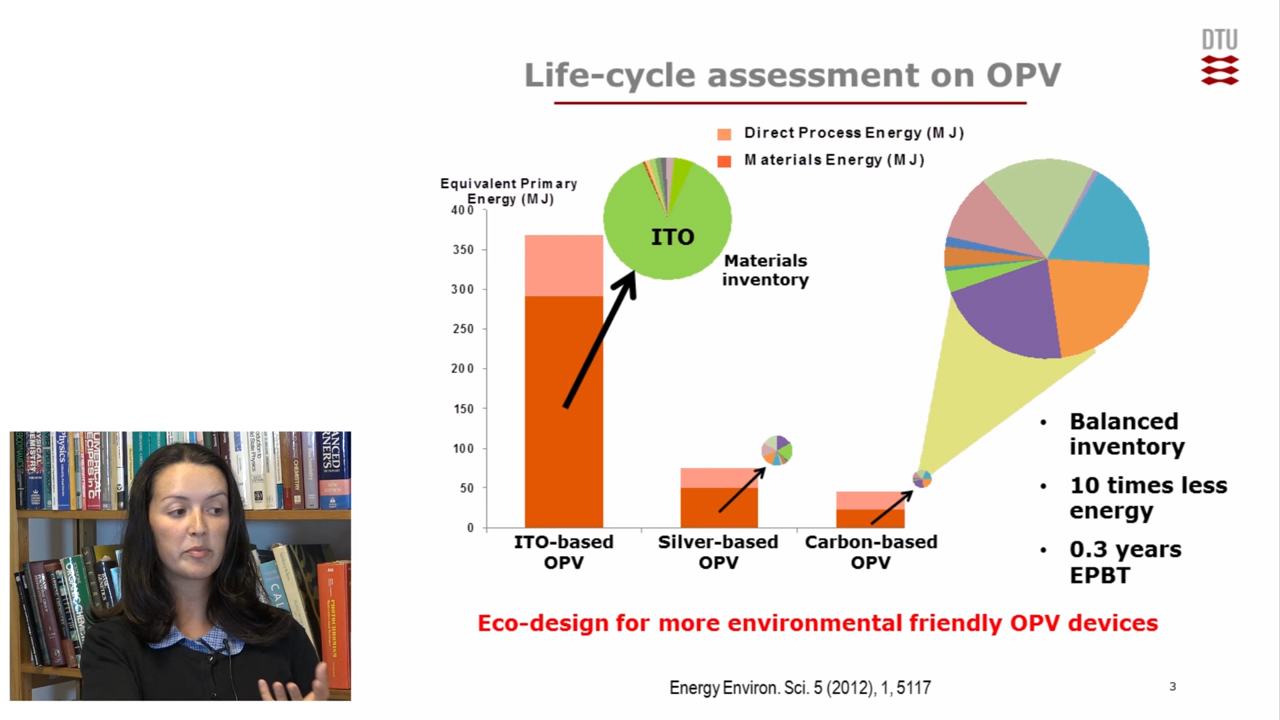 DTU
Life-cycle assessment on OPV
Direct Process Energy (MJ)
Materials Energy (MJ)
Equivalent Primary
Energy (MJ)
400
350
300
250
200
150
100
50
0
ITO
Materials
inventory
ITO-based
OPV
Silver-based
OPV
Carbon-based
OPV
• Balanced
inventory
• 10 times less
energy
• 0.3 years
EPBT
Eco-design for more environmental friendly OPV devices
Energy Environ. Sci. 5 (2012), 1, 5117
3